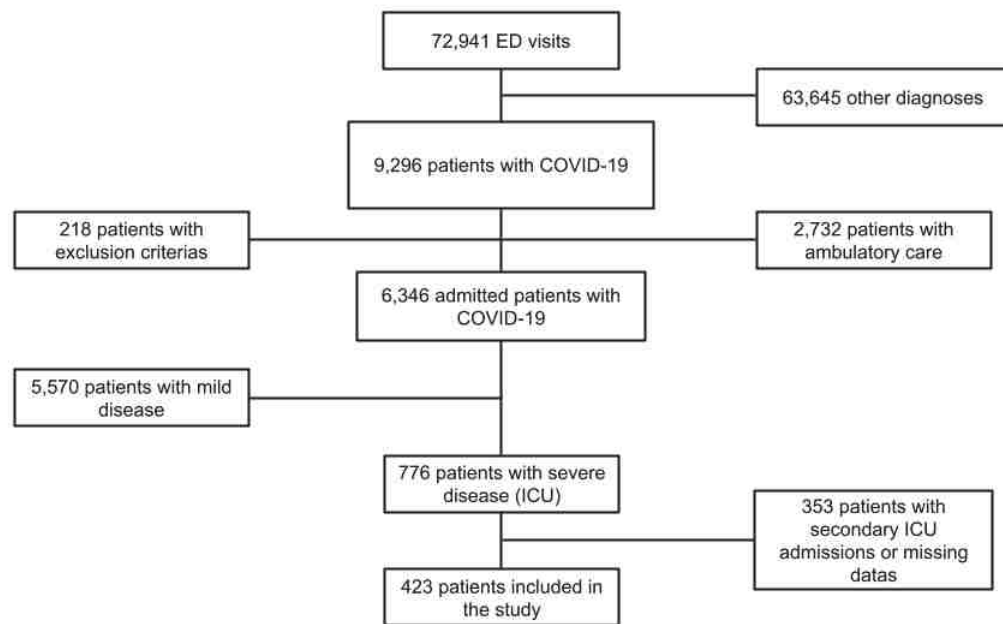 72,941 ED visits
63,645 other diagnoses
9,296 patients with COVID-19
218 patients with
exclusion criterias
2,732 patients with
ambulatory care
6,346 admitted patients with
COVID-19
5,570 patients with mild
disease
776 patients with severe
disease (ICU)
353 patients with
secondary ICU
admissions or missing
datas
423 patients included in
the study